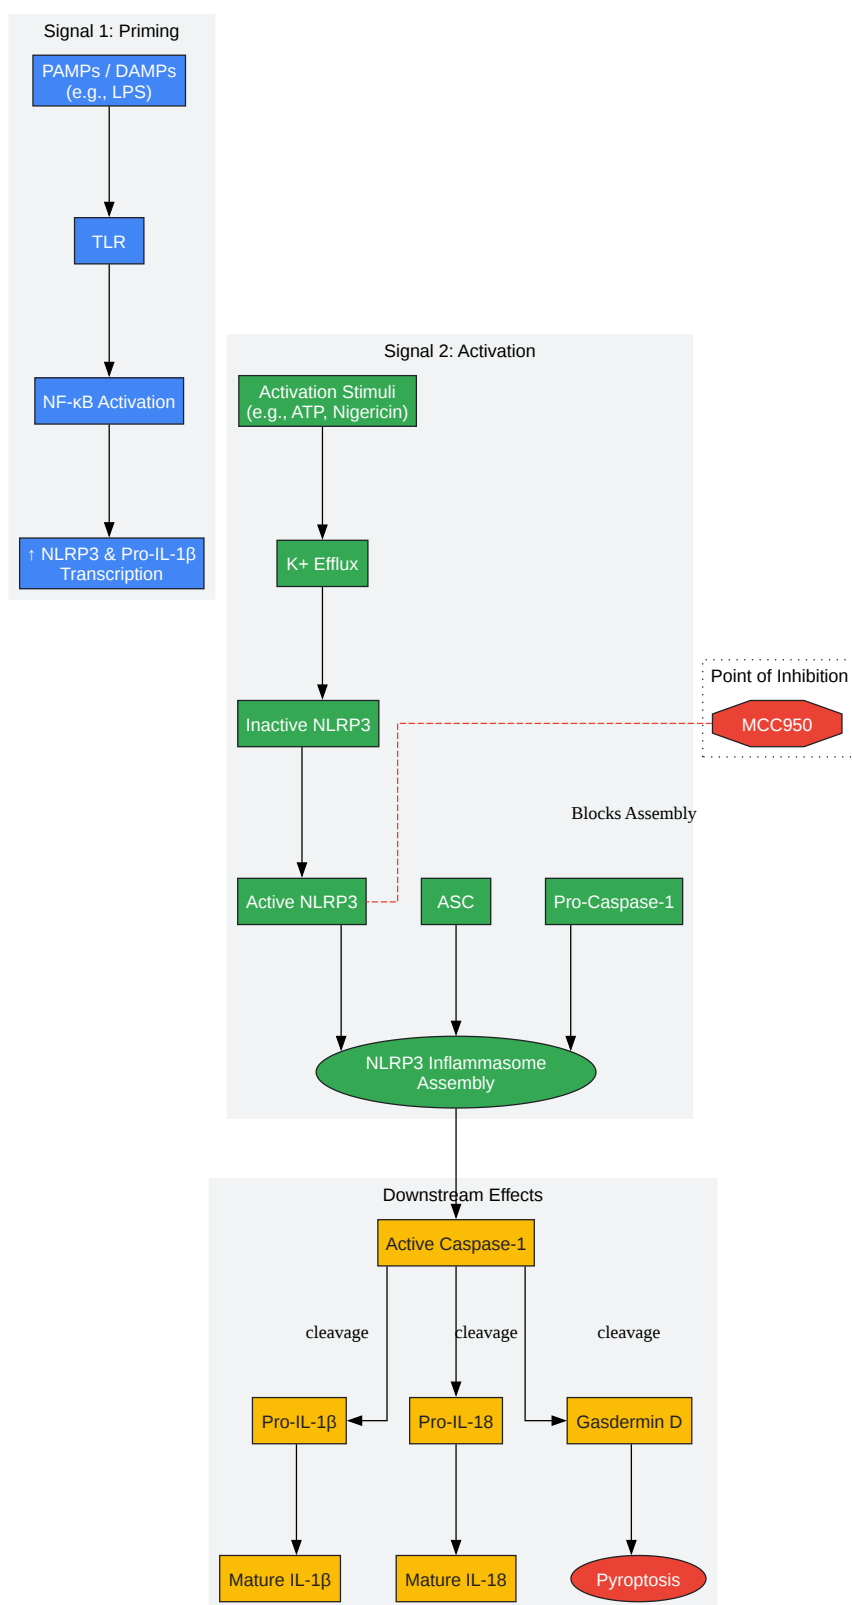 Signal 1: Priming
PAMPs / DAMPs
(e.g., LPS)
TLR
NF-κB Activation
↑ NLRP3 & Pro-IL-1β
Transcription
Signal 2: Activation
Activation Stimuli
(e.g., ATP, Nigericin)
K+ Efflux
Inactive NLRP3
Point of Inhibition
MCC950
Blocks Assembly
Active NLRP3
ASC
Pro-Caspase-1
NLRP3 Inflammasome
Assembly
Downstream Effects
Active Caspase-1
cleavage
cleavage
cleavage
Pro-IL-1β
Pro-IL-18
Gasdermin D
Mature IL-1β
Mature IL-18
Pyroptosis